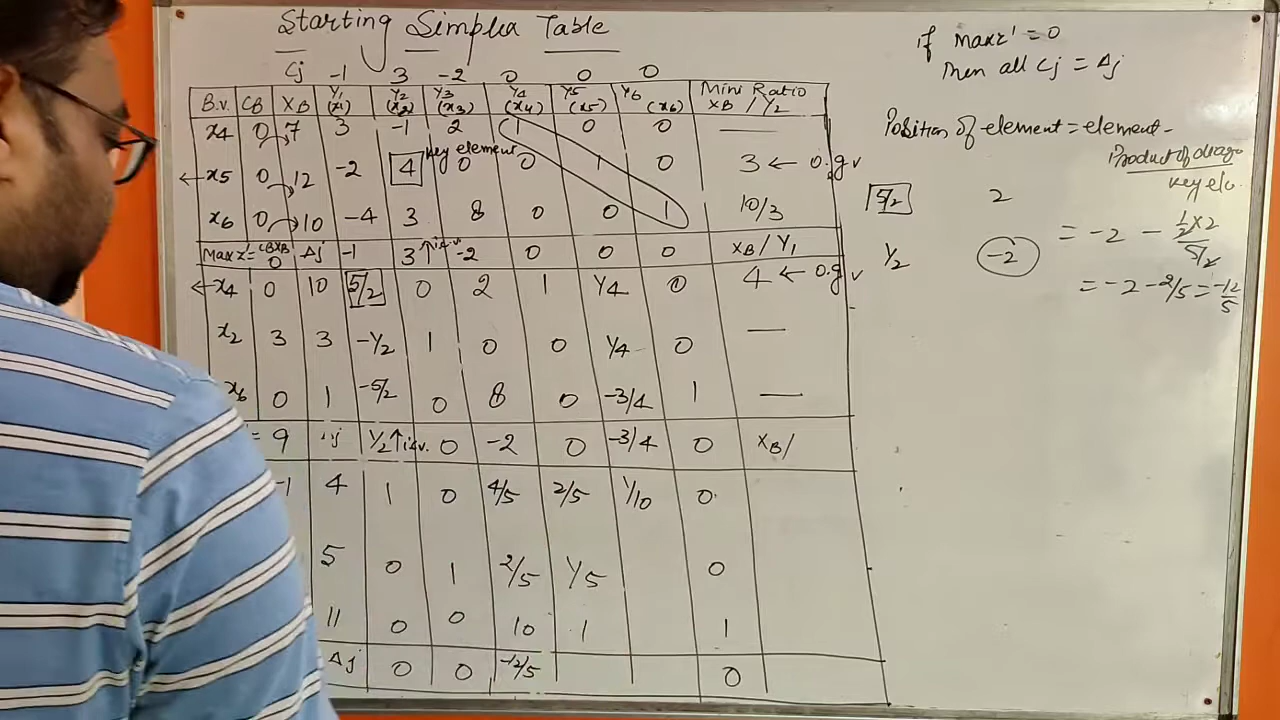 Starting Simplex Table
Cj -1 3 -2 0 0 0
B.v. CB XB Y1 (x1) Y2 (x2) Y3 (x3) Y4 (x4) Y5 (x5) Y6 (x6) Mini Ratio XB / Y2
x4 0 7 3 -1 2 1 0 0 —
key element
← x5 0 12 -2 4 0 0 1 0 3 ← o.g v
x6 0 10 -4 3 8 0 0 1 10/3
Max z' = CBXB 0 Δj -1 3 ↑ i.v. -2 0 0 0 XB / Y1
← x4 0 10 5/2 0 2 1 1/4 0 4 ← o.g v
x2 3 3 -1/2 1 0 0 1/4 0 —
x6 0 1 -5/2 0 8 0 -3/4 1 —
= 9 Δj 1/2 ↑ i.v. 0 -2 0 -3/4 0 XB/
-1 4 1 0 4/5 2/5 1/10 0
5 0 1 2/5 1/5 0
11 0 0 10 1 1
Δj 0 0 -12/5 0
if Max z' = 0
Then all Cj = Δj
Position of element = element -
Product of diago
key ele.
5/2 2
1/2 -2
= -2 - 1/2 × 2 / 5/2
= -2 - 2/5 = -12/5